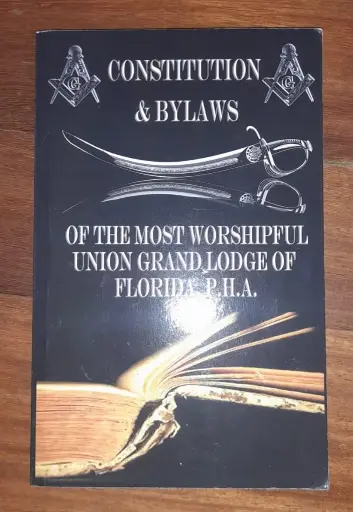 CONSTITUTION
& BYLAWS
OF THE MOST WORSHIPFUL
UNION GRAND LODGE OF
FLORIDA, P.H.A.
G
G